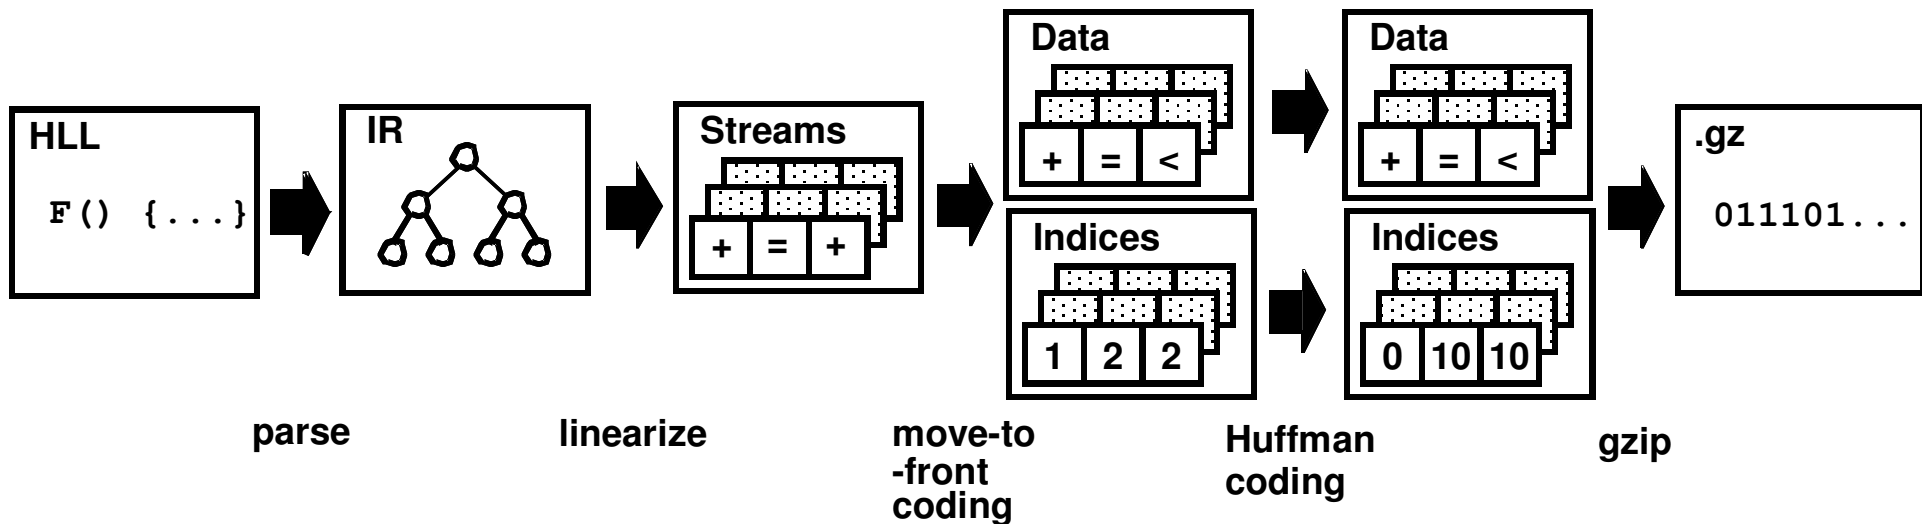 HLL
F() {...}
IR
Streams
+ = +
Data
+ = <
Indices
1 2 2
Data
+ = <
Indices
0 10 10
.gz
011101...
parse
linearize
move-to
-front
coding
Huffman
coding
gzip